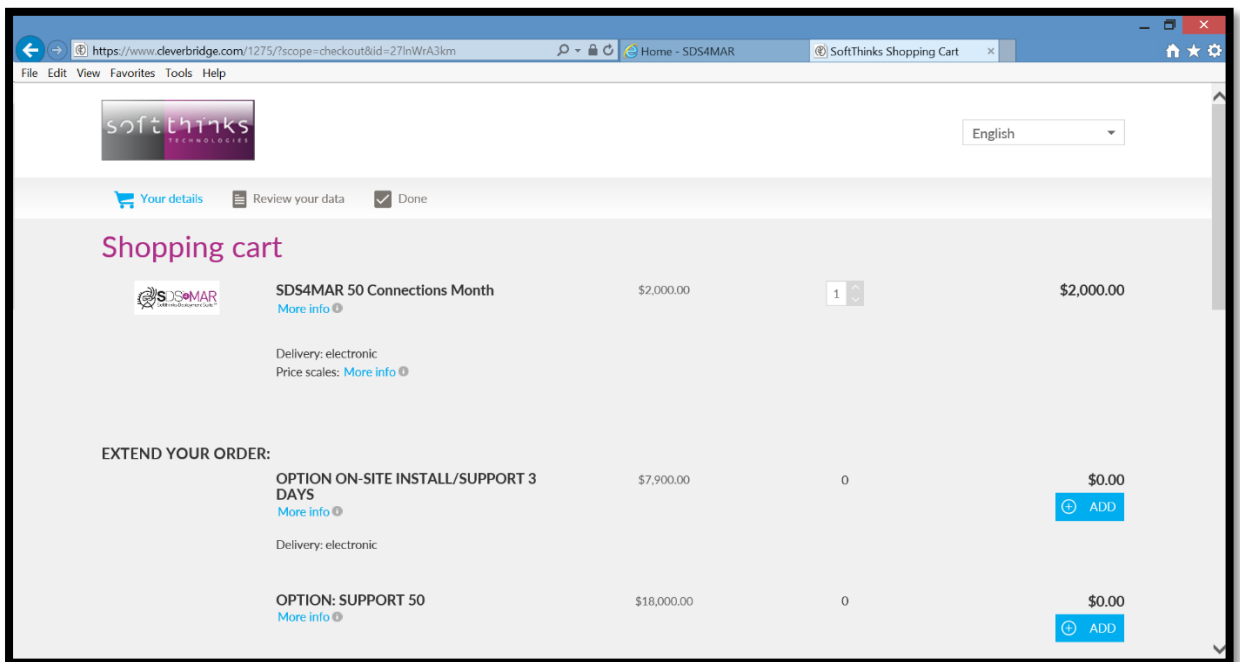 https://www.cleverbridge.com/1275/?scope=checkout&id=27InWrA3km
Home - SDS4MAR
SoftThinks Shopping Cart
File Edit View Favorites Tools Help
softthinks
TECHNOLOGIES
English
Your details
Review your data
Done
Shopping cart
SDS4MAR
SDS4MAR 50 Connections Month $2,000.00 1 $2,000.00
More info
Delivery: electronic
Price scales: More info
EXTEND YOUR ORDER:
OPTION ON-SITE INSTALL/SUPPORT 3 $7,900.00 0 $0.00
DAYS
More info
ADD
Delivery: electronic
OPTION: SUPPORT 50 $18,000.00 0 $0.00
More info
ADD